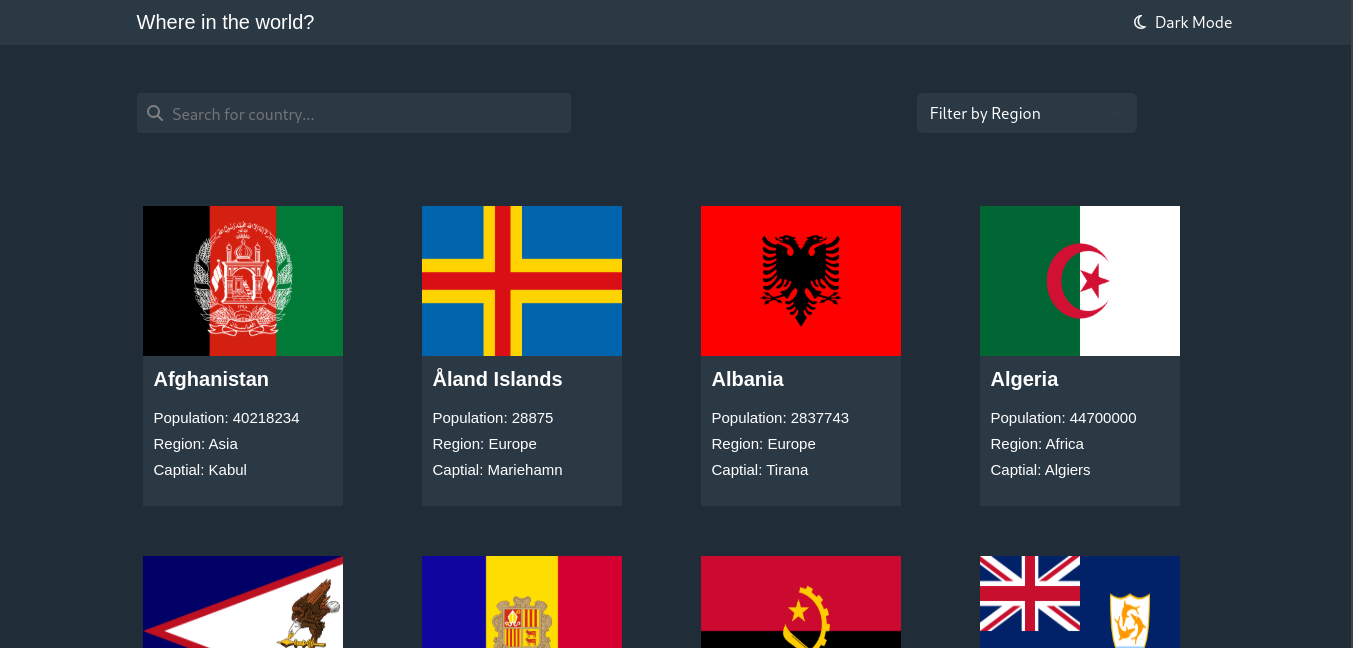 Where in the world?
Dark Mode
Search for country...
Filter by Region
Afghanistan
Population: 40218234
Region: Asia
Captial: Kabul
Åland Islands
Population: 28875
Region: Europe
Captial: Mariehamn
Albania
Population: 2837743
Region: Europe
Captial: Tirana
Algeria
Population: 44700000
Region: Africa
Captial: Algiers